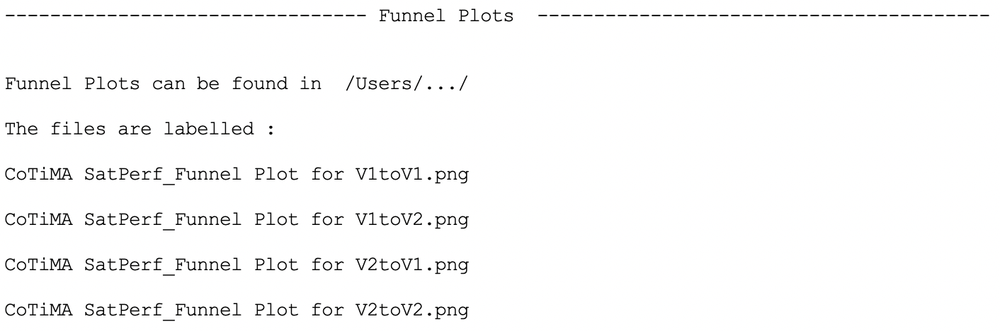 -------------------------------- Funnel Plots  ----------------------------------------
Funnel Plots can be found in  /Users/.../
The files are labelled :
CoTiMA SatPerf_Funnel Plot for V1toV1.png
CoTiMA SatPerf_Funnel Plot for V1toV2.png
CoTiMA SatPerf_Funnel Plot for V2toV1.png
CoTiMA SatPerf_Funnel Plot for V2toV2.png